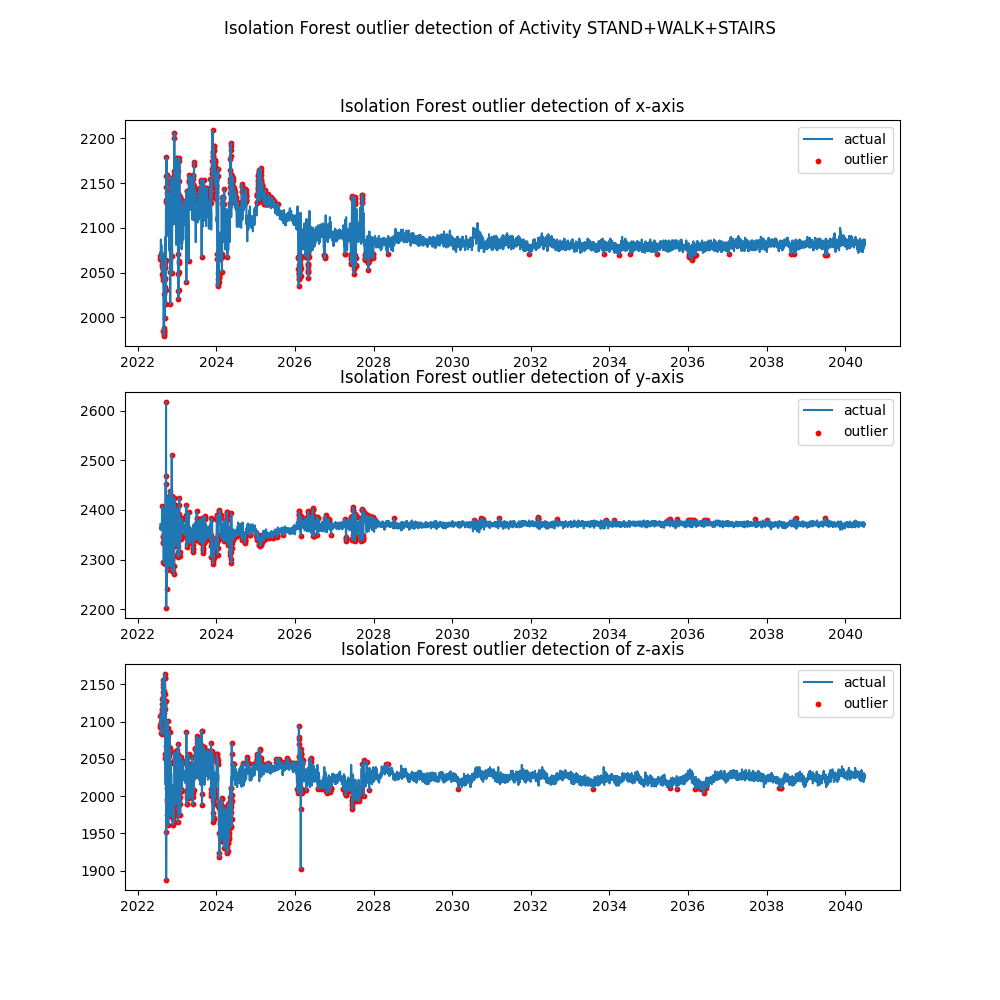 Isolation Forest outlier detection of Activity STAND+WALK+STAIRS
Isolation Forest outlier detection of x-axis
2200
2150
2100
2050
2000
actual
outlier
2022 2024 2026 2028 2030 2032 2034 2036 2038 2040
Isolation Forest outlier detection of y-axis
2600
2500
2400
2300
2200
actual
outlier
2022 2024 2026 2028 2030 2032 2034 2036 2038 2040
Isolation Forest outlier detection of z-axis
2150
2100
2050
2000
1950
1900
actual
outlier
2022 2024 2026 2028 2030 2032 2034 2036 2038 2040